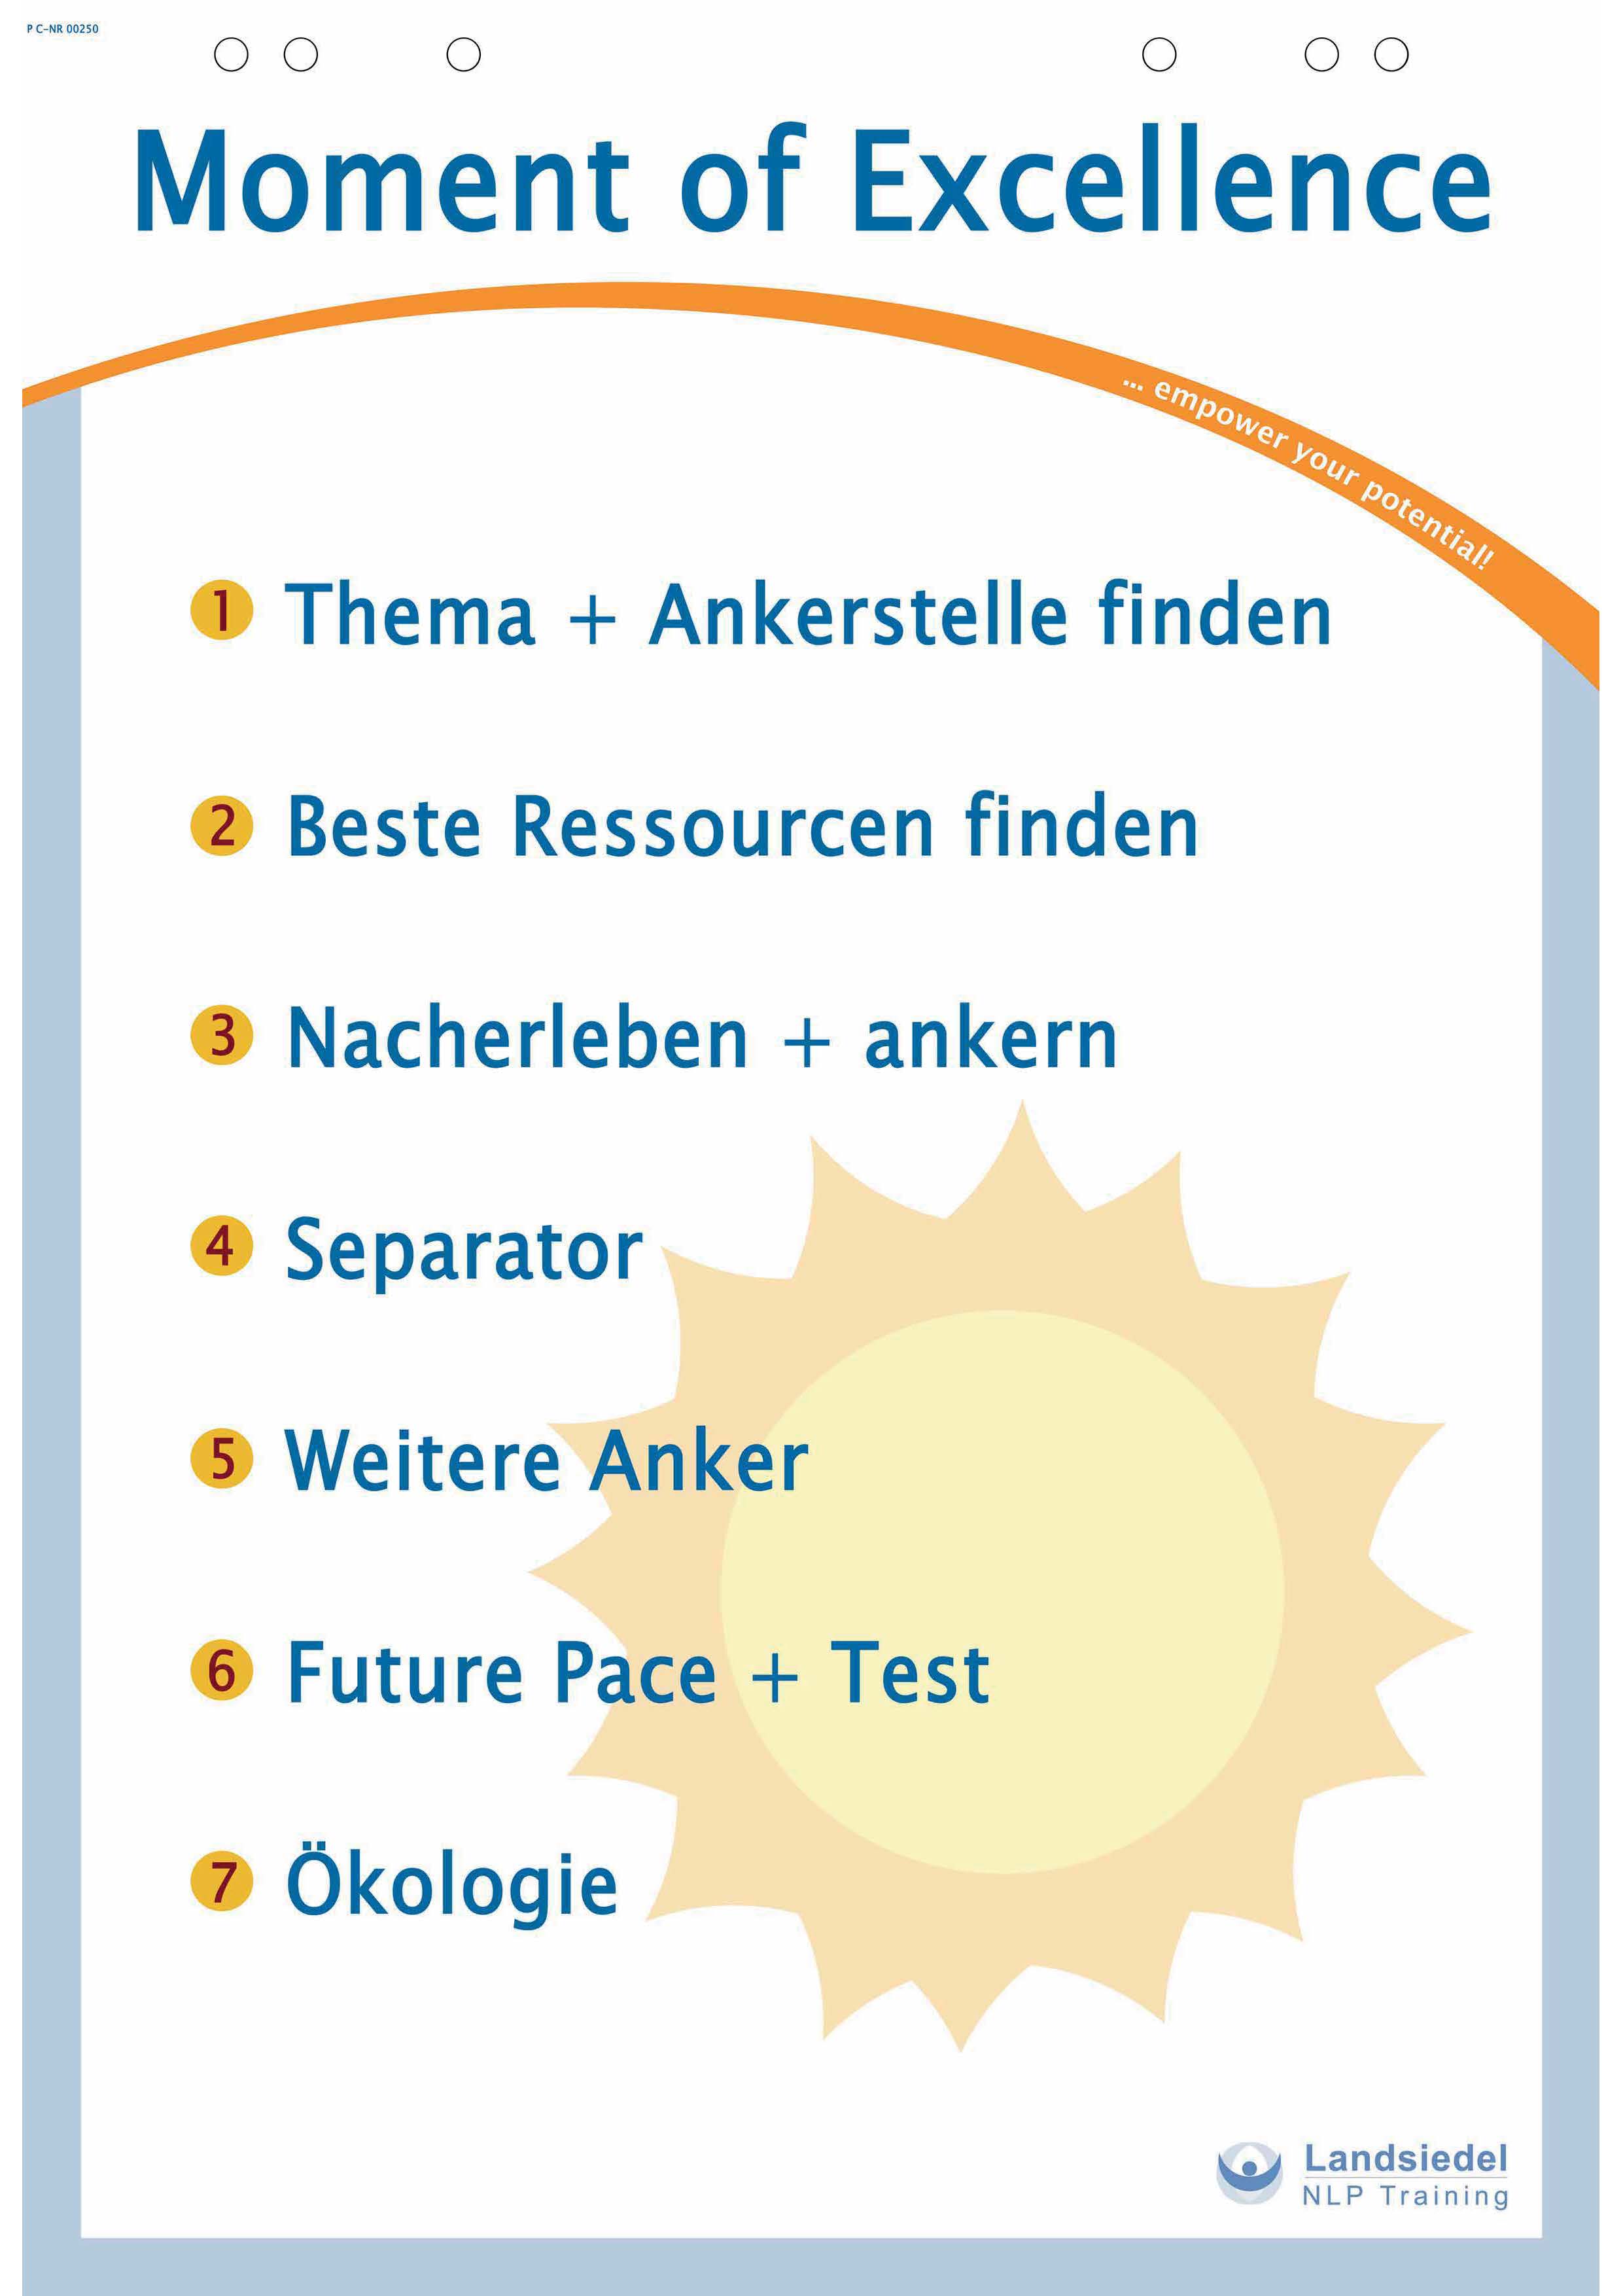 P C-NR 00250
Moment of Excellence
... empower your potential!
1 Thema + Ankerstelle finden
2 Beste Ressourcen finden
3 Nacherleben + ankern
4 Separator
5 Weitere Anker
6 Future Pace + Test
7 Ökologie
Landsiedel
NLP Training